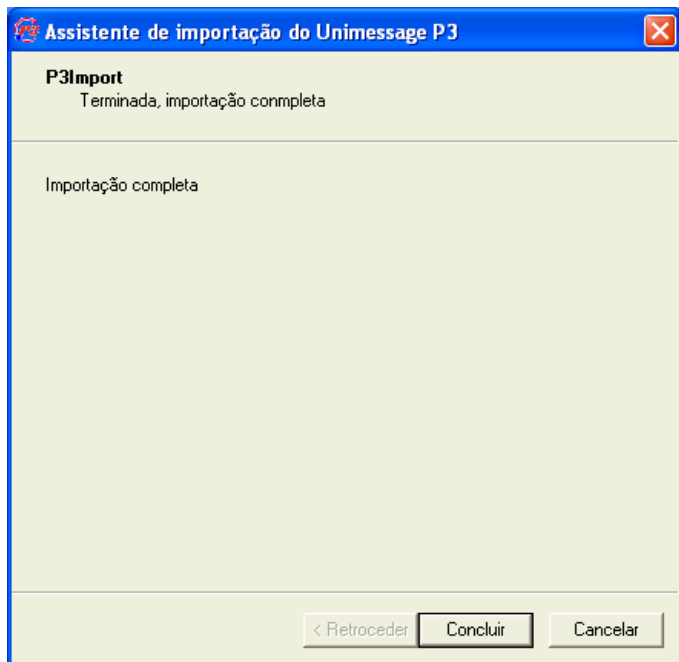 Assistente de importação do Unimessage P3
P3Import
Terminada, importação conmpleta
Importação completa
< Retroceder
Concluir
Cancelar